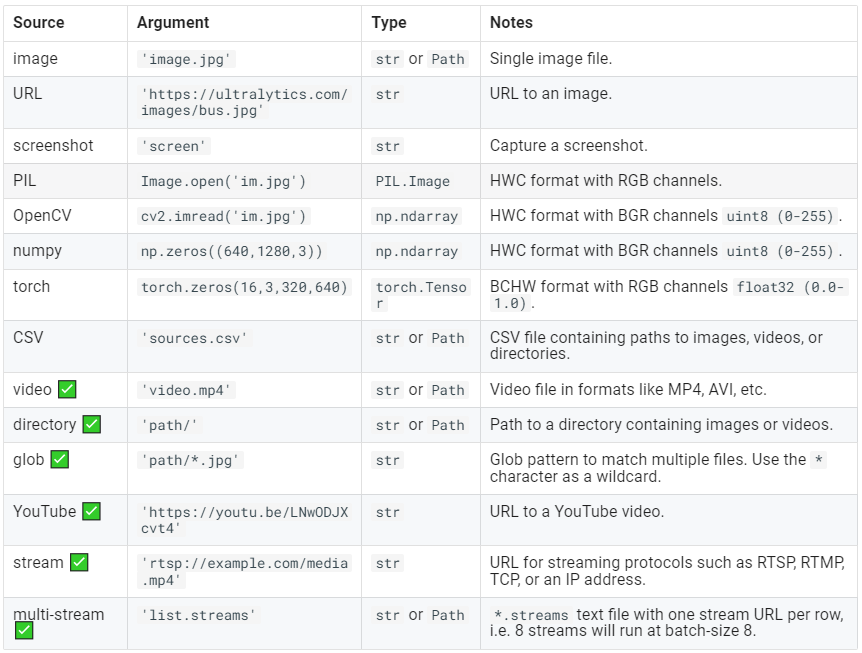 Source Argument Type Notes
image 'image.jpg' str or Path Single image file.
URL 'https://ultralytics.com/ str URL to an image.
images/bus.jpg'
screenshot 'screen' str Capture a screenshot.
PIL Image.open('im.jpg') PIL.Image HWC format with RGB channels.
OpenCV cv2.imread('im.jpg') np.ndarray HWC format with BGR channels uint8 (0-255).
numpy np.zeros((640,1280,3)) np.ndarray HWC format with BGR channels uint8 (0-255).
torch torch.zeros(16,3,320,640) torch.Tenso BCHW format with RGB channels float32 (0.0-
r 1.0).
CSV 'sources.csv' str or Path CSV file containing paths to images, videos, or
directories.
video ✅ 'video.mp4' str or Path Video file in formats like MP4, AVI, etc.
directory ✅ 'path/' str or Path Path to a directory containing images or videos.
glob ✅ 'path/*.jpg' str Glob pattern to match multiple files. Use the *
character as a wildcard.
YouTube ✅ 'https://youtu.be/LNwODJX str URL to a YouTube video.
cvt4'
stream ✅ 'rtsp://example.com/media str URL for streaming protocols such as RTSP, RTMP,
.mp4' TCP, or an IP address.
multi-stream 'list.streams' str or Path *.streams text file with one stream URL per row,
✅ i.e. 8 streams will run at batch-size 8.